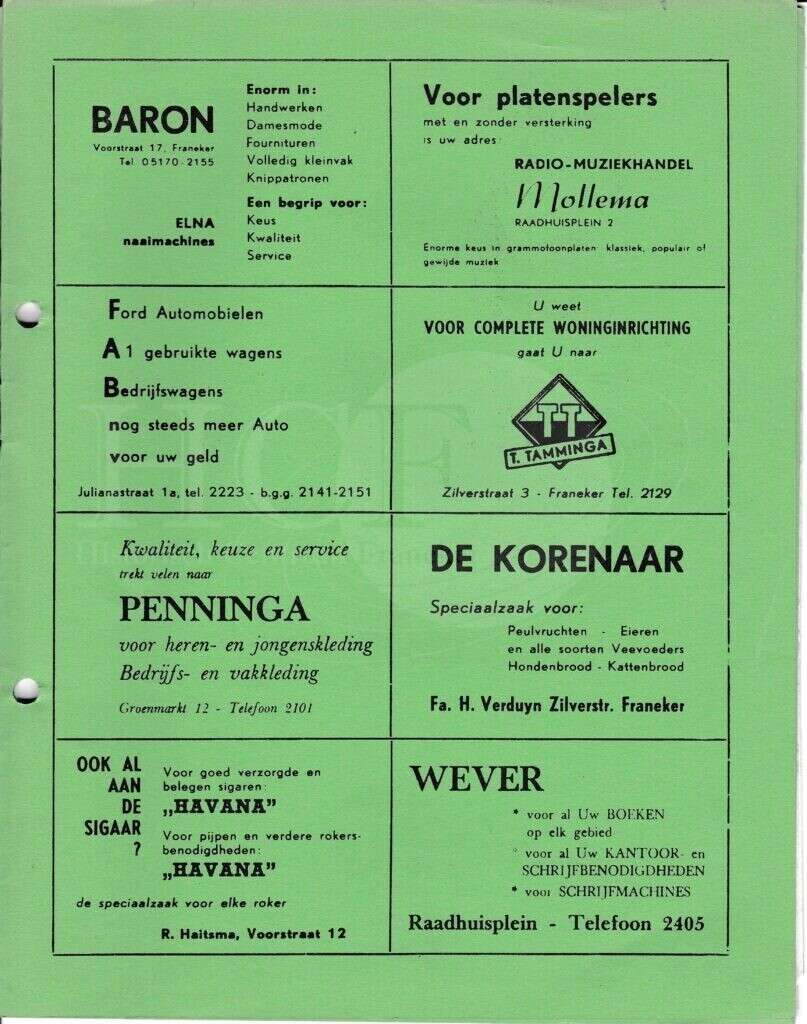 BARON
Voorstraat 17, Franeker
Tel. 05170-2155
ELNA
naaimachines
Enorm in:
Handwerken
Damesmode
Fournituren
Volledig kleinvak
Knippatronen
Een begrip voor:
Keus
Kwaliteit
Service
Voor platenspelers
met en zonder versterking
is uw adres:
RADIO-MUZIEKHANDEL
Mollema
RAADHUISPLEIN 2
Enorme keus in grammofoonplaten klassiek, populair of
gewijde muziek
Ford Automobielen
A 1 gebruikte wagens
Bedrijfswagens
nog steeds meer Auto
voor uw geld
Julianastraat 1a, tel. 2223 - b.g.g. 2141-2151
U weet
VOOR COMPLETE WONINGINRICHTING
gaat U naar
TT
T. TAMMINGA
Zilverstraat 3 - Franeker Tel. 2129
Kwaliteit, keuze en service
trekt velen naar
PENNINGA
voor heren- en jongenskleding
Bedrijfs- en vakkleding
Groenmarkt 12 - Telefoon 2101
DE KORENAAR
Speciaalzaak voor:
Peulvruchten - Eieren
en alle soorten Veevoeders
Hondenbrood - Kattenbrood
Fa. H. Verduyn Zilverstr. Franeker
OOK AL
AAN
DE
SIGAAR
?
Voor goed verzorgde en
belegen sigaren:
„HAVANA”
Voor pijpen en verdere rokers-
benodigdheden:
„HAVANA”
de speciaalzaak voor elke roker
R. Haitsma, Voorstraat 12
WEVER
* voor al Uw BOEKEN
op elk gebied
* voor al Uw KANTOOR- en
SCHRIJFBENODIGDHEDEN
* voor SCHRIJFMACHINES
Raadhuisplein - Telefoon 2405